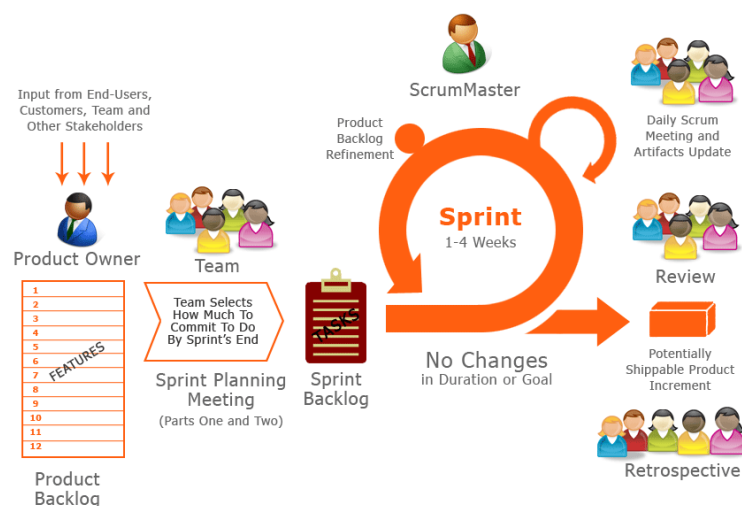 Input from End-Users,
Customers, Team and
Other Stakeholders
Product Owner
1
2
3
4
5
6
7
8
9
10
11
12
FEATURES
Product
Backlog
Team
Team Selects
How Much To
Commit To Do
By Sprint's End
Sprint Planning
Meeting
(Parts One and Two)
TASKS
Sprint
Backlog
ScrumMaster
Product
Backlog
Refinement
Sprint
1-4 Weeks
No Changes
in Duration or Goal
Daily Scrum
Meeting and
Artifacts Update
Review
Potentially
Shippable Product
Increment
Retrospective